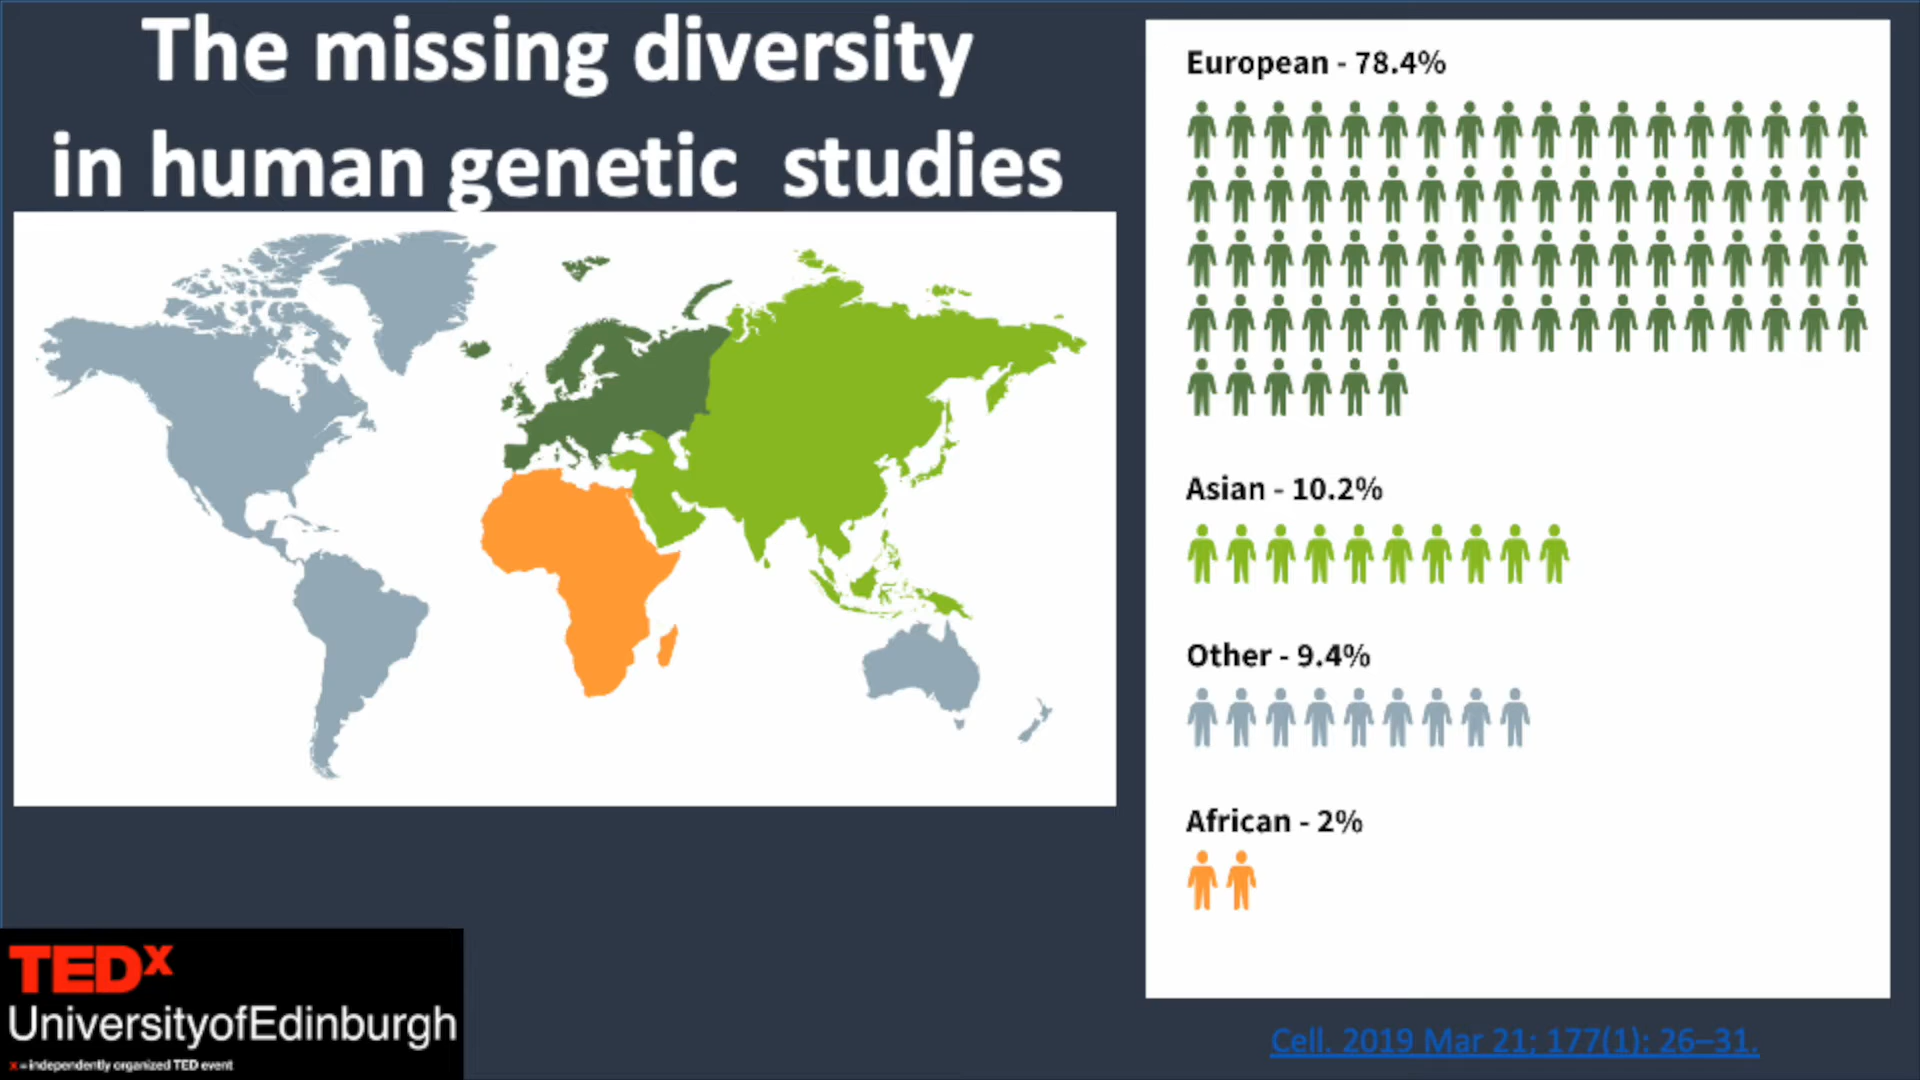 The missing diversity
in human genetic studies
European - 78.4%
Asian - 10.2%
Other - 9.4%
African - 2%
TEDx
UniversityofEdinburgh
x = independently organized TED event
Cell. 2019 Mar 21; 177(1): 26–31.